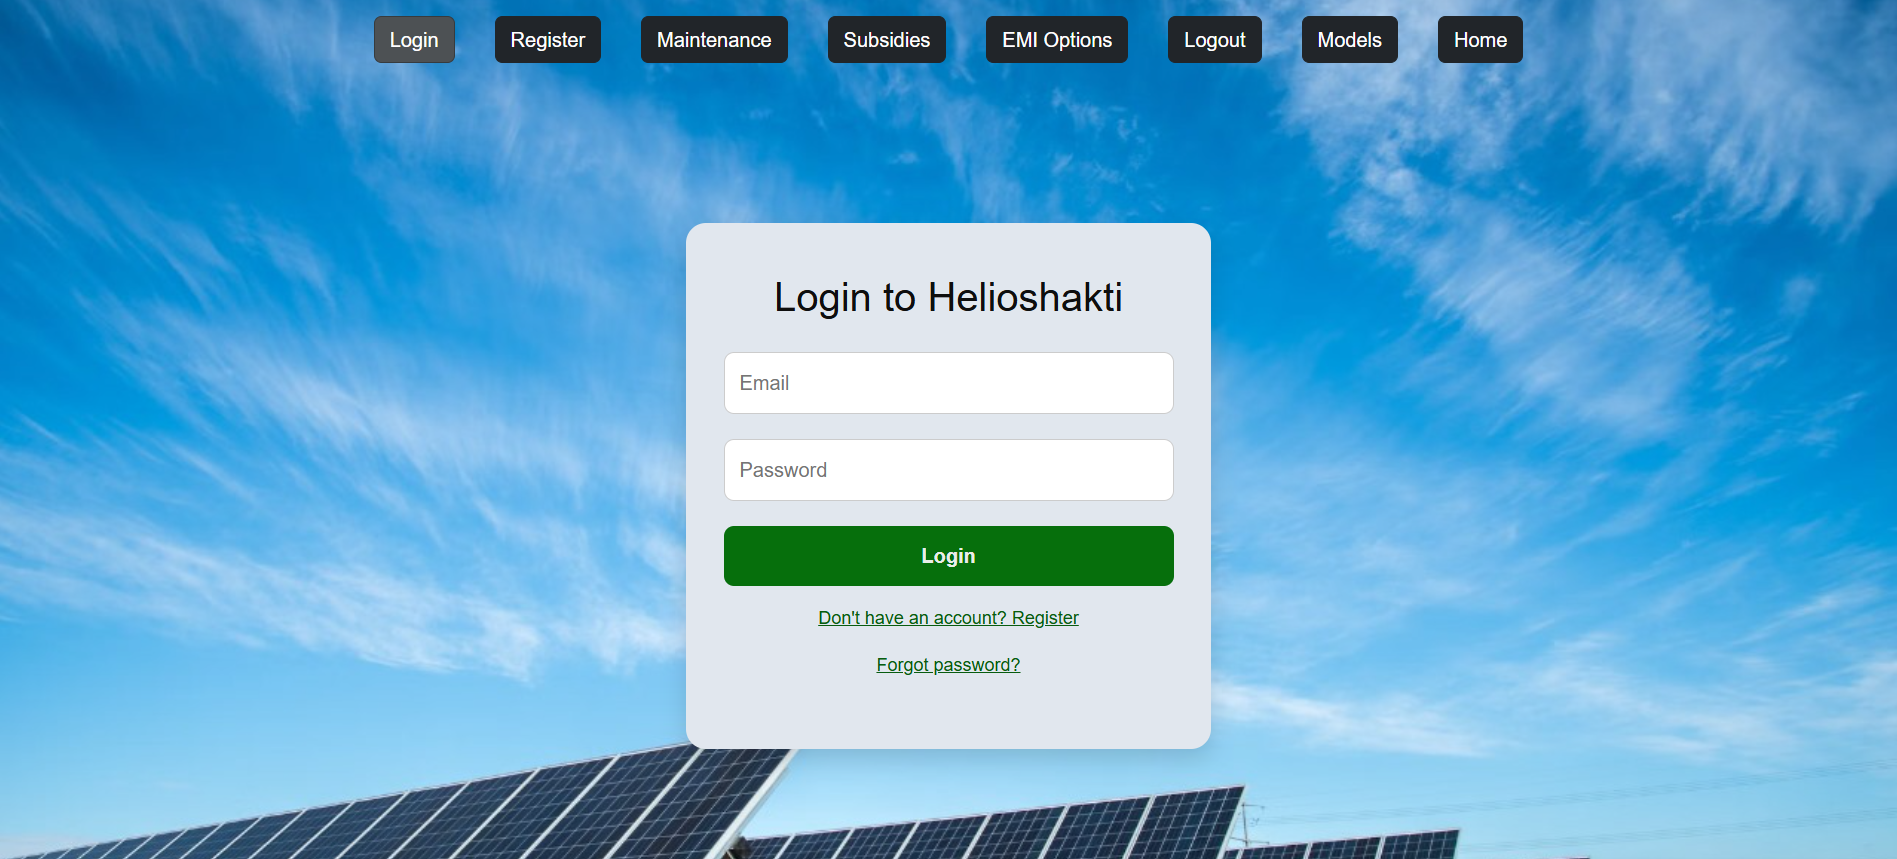 Login Register Maintenance Subsidies EMI Options Logout Models Home
Login to Helioshakti
Email
Password
Login
Don't have an account? Register
Forgot password?